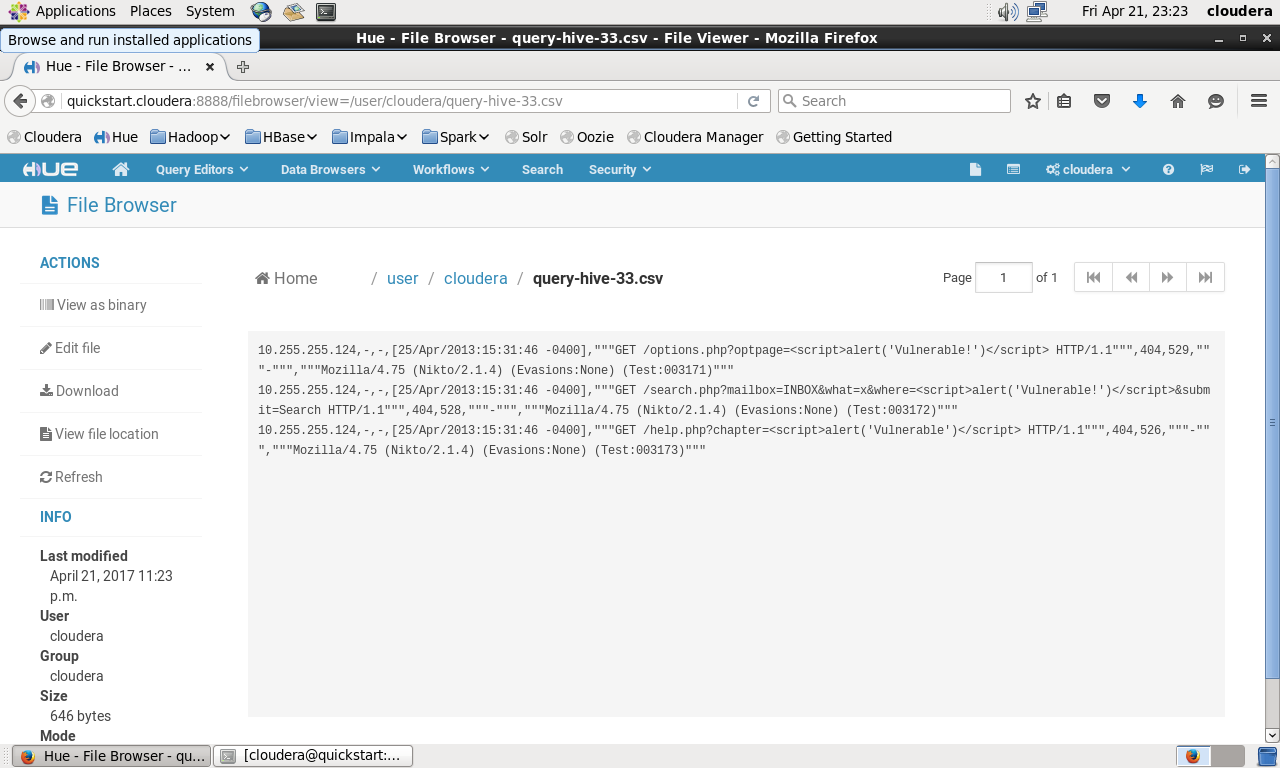 Applications Places System Fri Apr 21, 23:23 cloudera
Browse and run installed applications
Hue - File Browser - query-hive-33.csv - File Viewer - Mozilla Firefox
Hue - File Browser - ...
quickstart.cloudera:8888/filebrowser/view=/user/cloudera/query-hive-33.csv Search
Cloudera Hue Hadoop HBase Impala Spark Solr Oozie Cloudera Manager Getting Started
HUE Query Editors Data Browsers Workflows Search Security cloudera
File Browser
ACTIONS
View as binary
Edit file
Download
View file location
Refresh
INFO
Last modified
April 21, 2017 11:23
p.m.
User
cloudera
Group
cloudera
Size
646 bytes
Mode
Home / user / cloudera / query-hive-33.csv Page 1 of 1
10.255.255.124,-,-,[25/Apr/2013:15:31:46 -0400],"""GET /options.php?optpage=<script>alert('Vulnerable!')</script> HTTP/1.1""",404,529,""
"-""","""Mozilla/4.75 (Nikto/2.1.4) (Evasions:None) (Test:003171)"""
10.255.255.124,-,-,[25/Apr/2013:15:31:46 -0400],"""GET /search.php?mailbox=INBOX&what=x&where=<script>alert('Vulnerable!')</script>&subm
it=Search HTTP/1.1""",404,528,"""-""","""Mozilla/4.75 (Nikto/2.1.4) (Evasions:None) (Test:003172)"""
10.255.255.124,-,-,[25/Apr/2013:15:31:46 -0400],"""GET /help.php?chapter=<script>alert('Vulnerable')</script> HTTP/1.1""",404,526,"""-""
","""Mozilla/4.75 (Nikto/2.1.4) (Evasions:None) (Test:003173)"""
Hue - File Browser - qu... [cloudera@quickstart:...